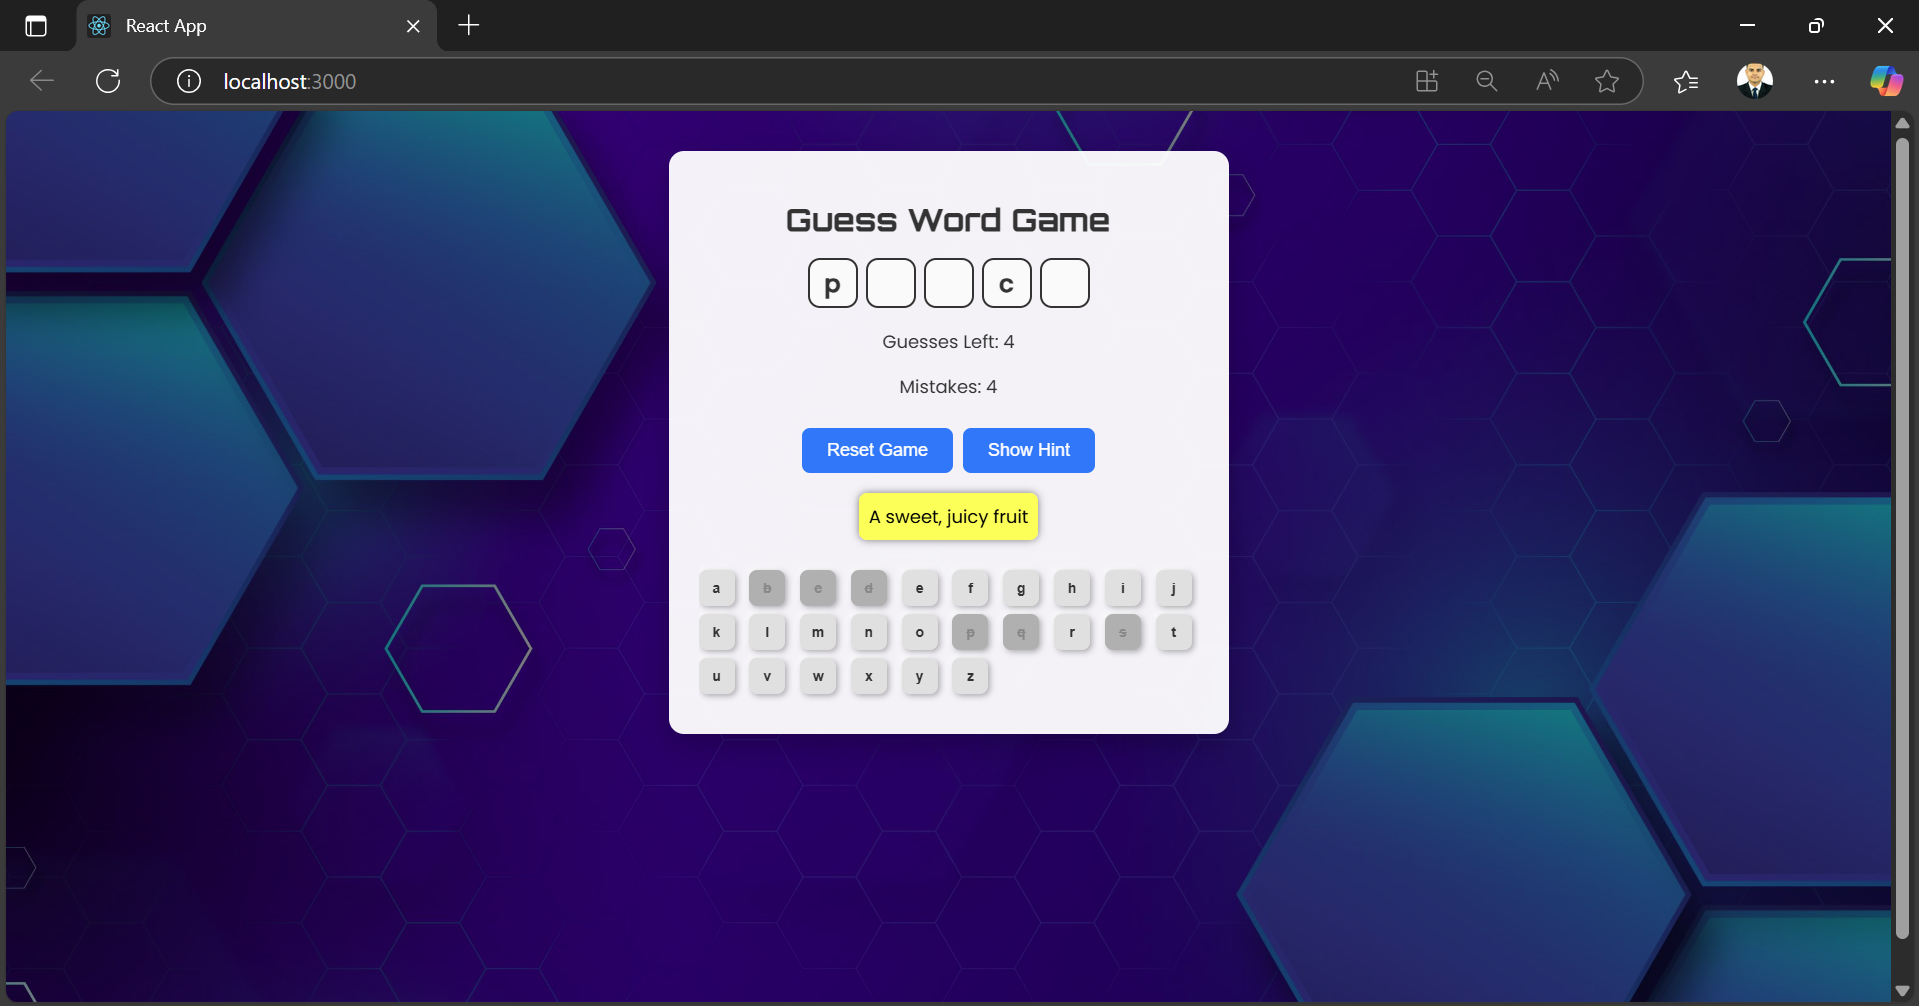 React App
localhost:3000
Guess Word Game
p c
Guesses Left: 4
Mistakes: 4
Reset Game Show Hint
A sweet, juicy fruit
a b c d e f g h i j
k l m n o p q r s t
u v w x y z